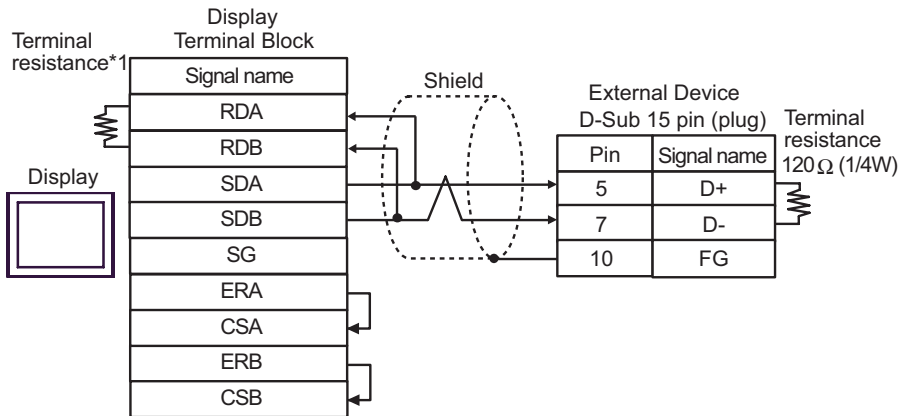 Display
Terminal Block
Terminal
resistance*1
Signal name
RDA
RDB
SDA
SDB
SG
ERA
CSA
ERB
CSB
Display
Shield
External Device
D-Sub 15 pin (plug)
Pin Signal name
5 D+
7 D-
10 FG
Terminal
resistance
120Ω (1/4W)